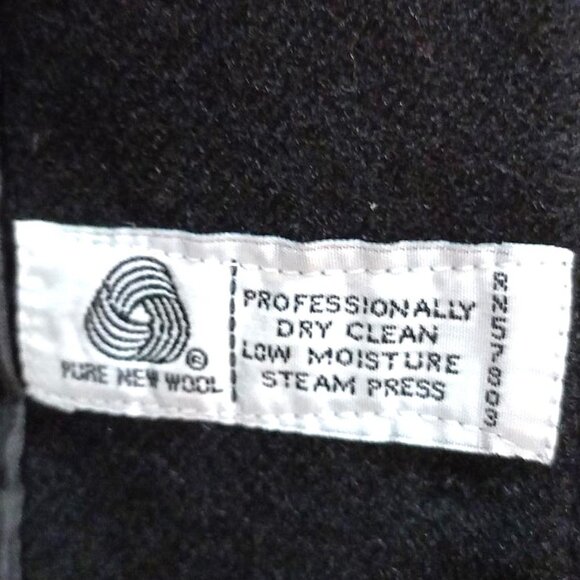 PURE NEW WOOL
PROFESSIONALLY
DRY CLEAN
LOW MOISTURE
STEAM PRESS
RN57803